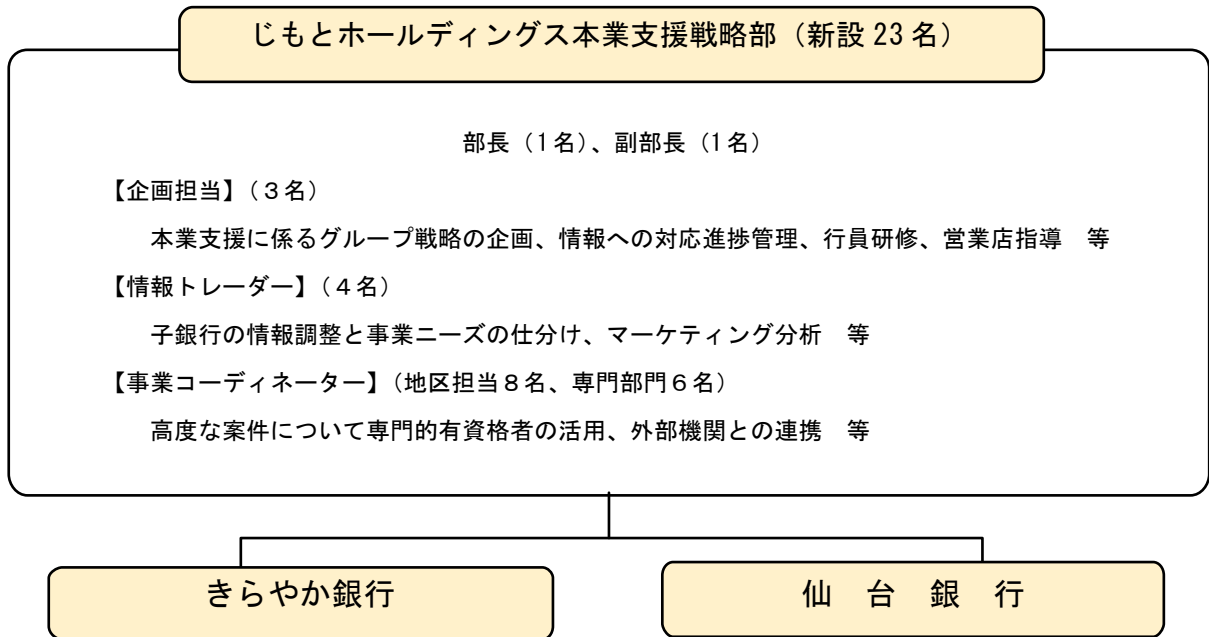 じもとホールディングス本業支援戦略部（新設 23 名）
部長（1名）、副部長（1名）
【企画担当】（３名）
本業支援に係るグループ戦略の企画、情報への対応進捗管理、行員研修、営業店指導　等
【情報トレーダー】（４名）
子銀行の情報調整と事業ニーズの仕分け、マーケティング分析　等
【事業コーディネーター】（地区担当８名、専門部門６名）
高度な案件について専門的有資格者の活用、外部機関との連携　等
きらやか銀行
仙　台　銀　行